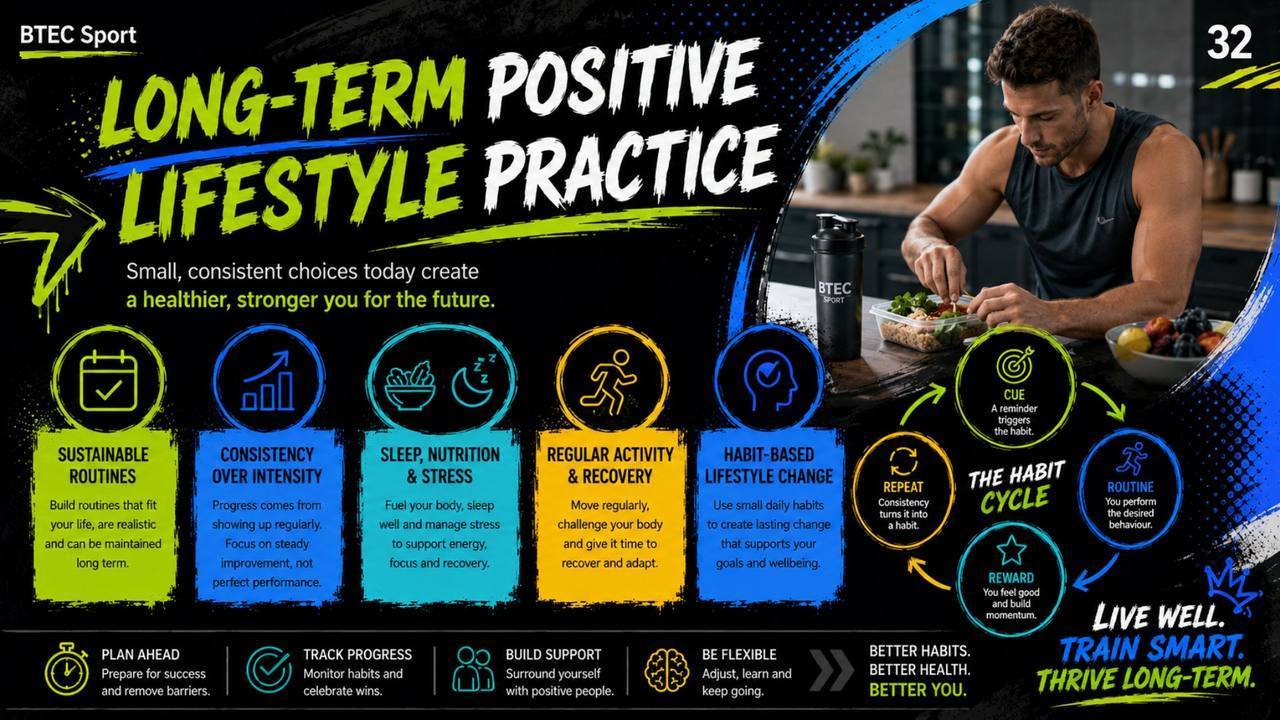 BTEC Sport
32
LONG-TERM POSITIVE
LIFESTYLE PRACTICE
Small, consistent choices today create
a healthier, stronger you for the future.
BTEC
SPORT
SUSTAINABLE
ROUTINES
Build routines that fit
your life, are realistic
and can be maintained
long term.
CONSISTENCY
OVER INTENSITY
Progress comes from
showing up regularly.
Focus on steady
improvement, not
perfect performance.
SLEEP, NUTRITION
& STRESS
Fuel your body, sleep
well and manage stress
to support energy,
focus and recovery.
REGULAR ACTIVITY
& RECOVERY
Move regularly,
challenge your body
and give it time to
recover and adapt.
HABIT-BASED
LIFESTYLE CHANGE
Use small daily habits
to create lasting change
that supports your
goals and wellbeing.
THE HABIT
CYCLE
CUE
A reminder
triggers
the habit.
ROUTINE
You perform
the desired
behaviour.
REWARD
You feel good
and build
momentum.
REPEAT
Consistency
turns it into
a habit.
PLAN AHEAD
Prepare for success
and remove barriers.
TRACK PROGRESS
Monitor habits and
celebrate wins.
BUILD SUPPORT
Surround yourself
with positive people.
BE FLEXIBLE
Adjust, learn and
keep going.
BETTER HABITS.
BETTER HEALTH.
BETTER YOU.
LIVE WELL.
TRAIN SMART.
THRIVE LONG-TERM.